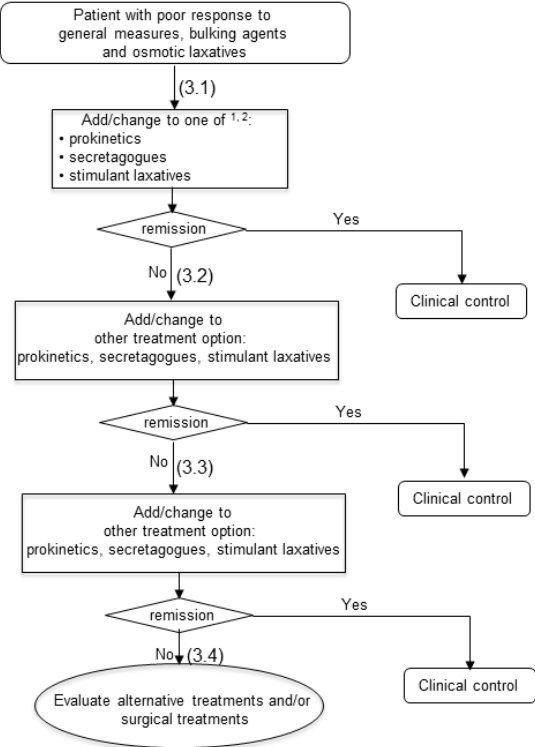 Patient with poor response to
general measures, bulking agents
and osmotic laxatives
(3.1)
Add/change to one of 1, 2:
• prokinetics
• secretagogues
• stimulant laxatives
remission
Yes
No (3.2)
Clinical control
Add/change to
other treatment option:
prokinetics, secretagogues, stimulant laxatives
remission
Yes
No (3.3)
Clinical control
Add/change to
other treatment option:
prokinetics, secretagogues, stimulant laxatives
remission
Yes
No (3.4)
Clinical control
Evaluate alternative treatments and/or
surgical treatments